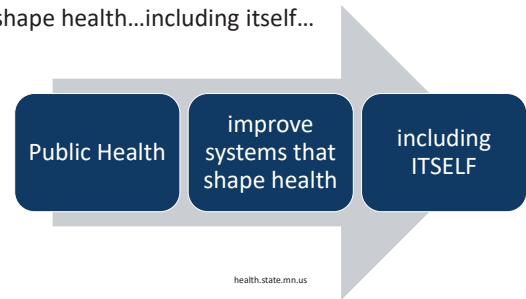 shape health…including itself…
Public Health
improve
systems that
shape health
including
ITSELF
health.state.mn.us